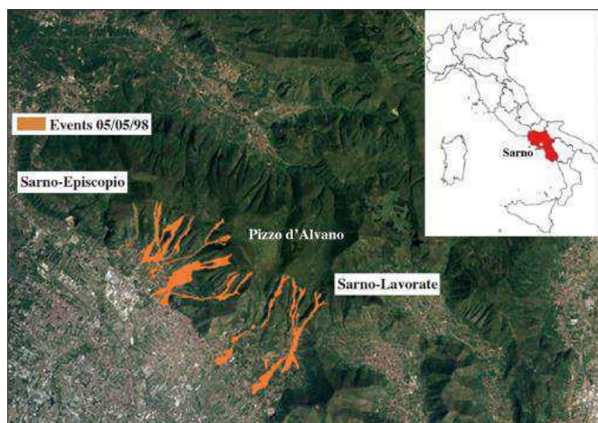 Events 05/05/98
Sarno
Sarno-Episcopio
Pizzo d'Alvano
Sarno-Lavorate